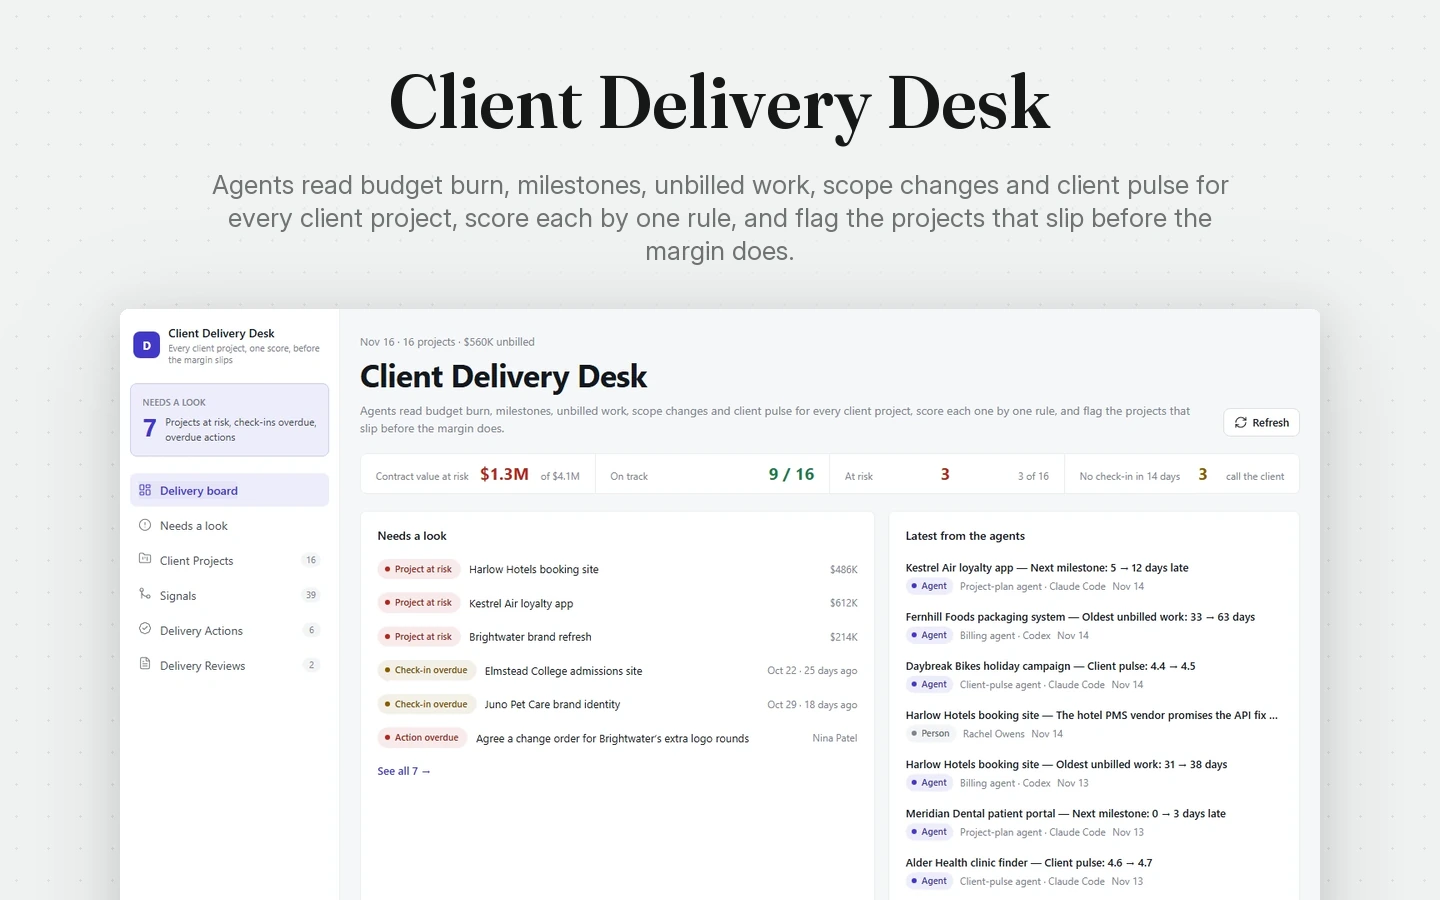 Client Delivery Desk
Agents read budget burn, milestones, unbilled work, scope changes and client pulse for
every client project, score each by one rule, and flag the projects that slip before the
margin does.
D
Client Delivery Desk
Every client project, one score, before
the margin slips
NEEDS A LOOK
7
Projects at risk, check-ins overdue,
overdue actions
Delivery board
Needs a look
Client Projects 16
Signals 39
Delivery Actions 6
Delivery Reviews 2
Nov 16 · 16 projects · $560K unbilled
Client Delivery Desk
Agents read budget burn, milestones, unbilled work, scope changes and client pulse for every client project, score each one by one rule, and flag the projects that
slip before the margin does.
Refresh
Contract value at risk $1.3M of $4.1M
On track 9 / 16
At risk 3 3 of 16
No check-in in 14 days 3 call the client
Needs a look
Project at risk Harlow Hotels booking site $486K
Project at risk Kestrel Air loyalty app $612K
Project at risk Brightwater brand refresh $214K
Check-in overdue Elmstead College admissions site Oct 22 · 25 days ago
Check-in overdue Juno Pet Care brand identity Oct 29 · 18 days ago
Action overdue Agree a change order for Brightwater's extra logo rounds Nina Patel
See all 7 →
Latest from the agents
Kestrel Air loyalty app — Next milestone: 5 → 12 days late
Agent Project-plan agent · Claude Code Nov 14
Fernhill Foods packaging system — Oldest unbilled work: 33 → 63 days
Agent Billing agent · Codex Nov 14
Daybreak Bikes holiday campaign — Client pulse: 4.4 → 4.5
Agent Client-pulse agent · Claude Code Nov 14
Harlow Hotels booking site — The hotel PMS vendor promises the API fix ...
Person Rachel Owens Nov 14
Harlow Hotels booking site — Oldest unbilled work: 31 → 38 days
Agent Billing agent · Codex Nov 13
Meridian Dental patient portal — Next milestone: 0 → 3 days late
Agent Project-plan agent · Claude Code Nov 13
Alder Health clinic finder — Client pulse: 4.6 → 4.7
Agent Client-pulse agent · Claude Code Nov 13